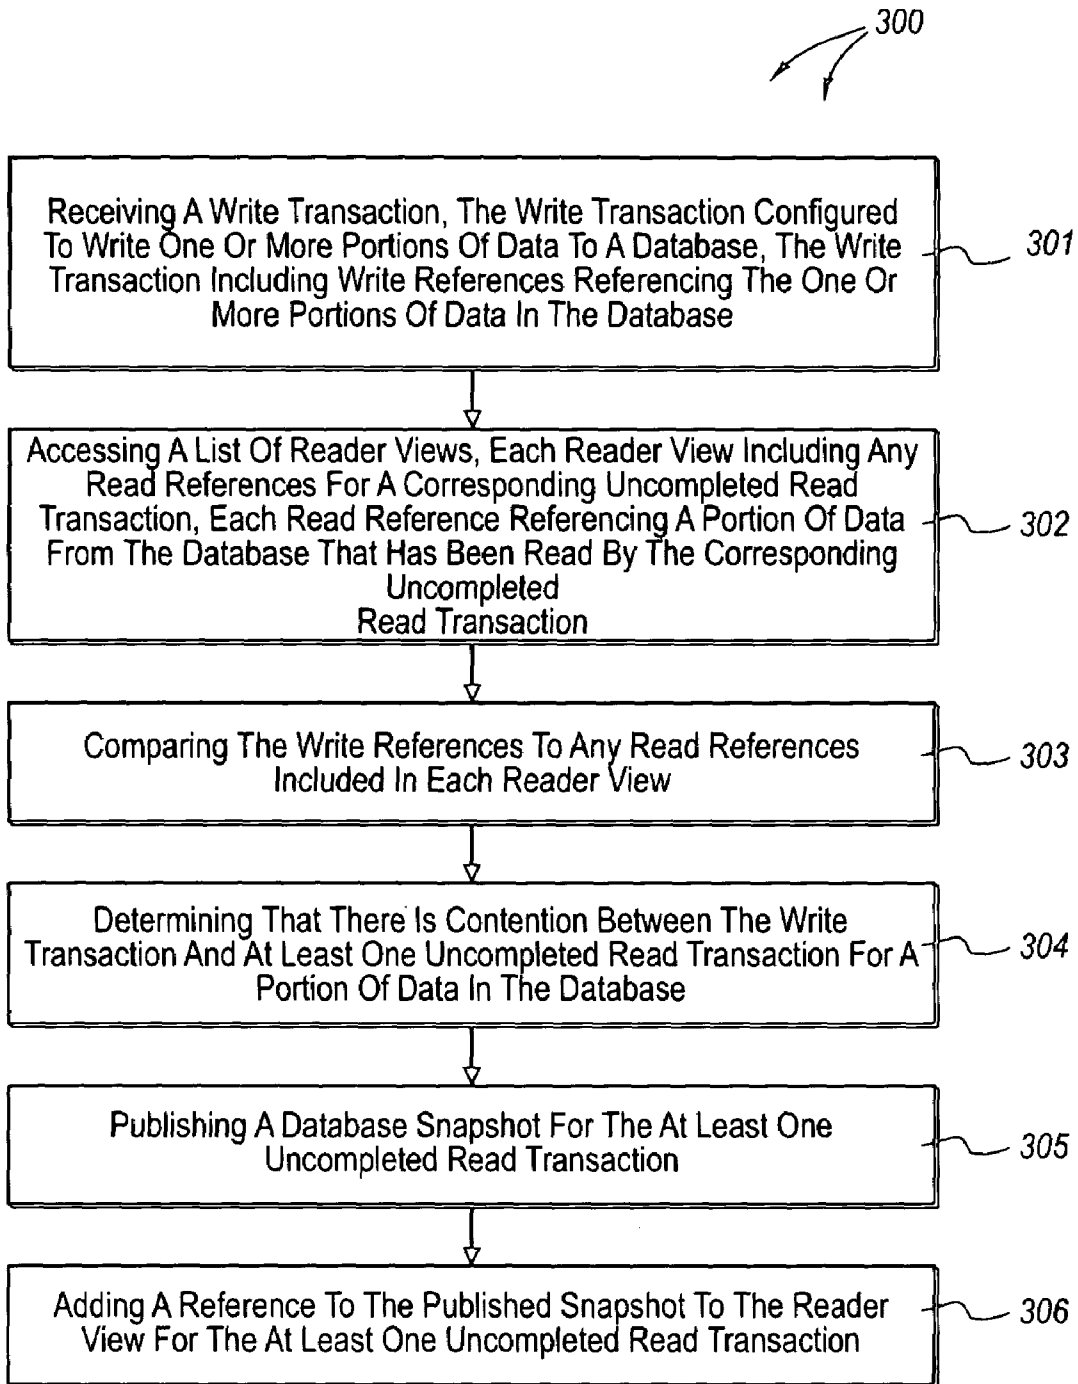 300
Receiving A Write Transaction, The Write Transaction Configured
To Write One Or More Portions Of Data To A Database, The Write
Transaction Including Write References Referencing The One Or
More Portions Of Data In The Database
301
Accessing A List Of Reader Views, Each Reader View Including Any
Read References For A Corresponding Uncompleted Read
Transaction, Each Read Reference Referencing A Portion Of Data
From The Database That Has Been Read By The Corresponding
Uncompleted
Read Transaction
302
Comparing The Write References To Any Read References
Included In Each Reader View
303
Determining That There Is Contention Between The Write
Transaction And At Least One Uncompleted Read Transaction For A
Portion Of Data In The Database
304
Publishing A Database Snapshot For The At Least One
Uncompleted Read Transaction
305
Adding A Reference To The Published Snapshot To The Reader
View For The At Least One Uncompleted Read Transaction
306